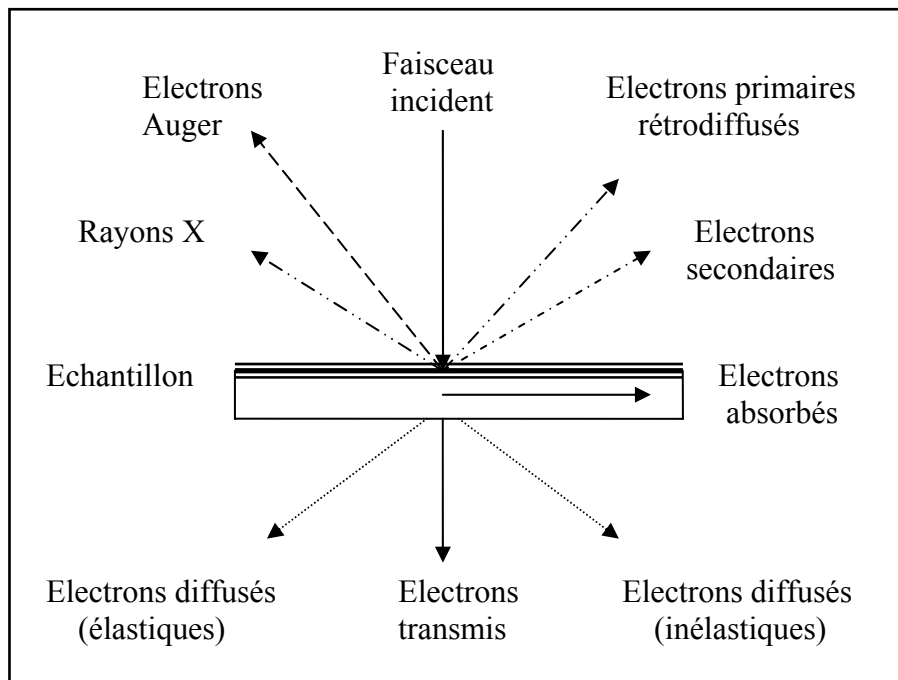 Electrons
Auger
Faisceau
incident
Electrons primaires
rétrodiffusés
Rayons X
Electrons
secondaires
Echantillon
Electrons
absorbés
Electrons diffusés
(élastiques)
Electrons
transmis
Electrons diffusés
(inélastiques)